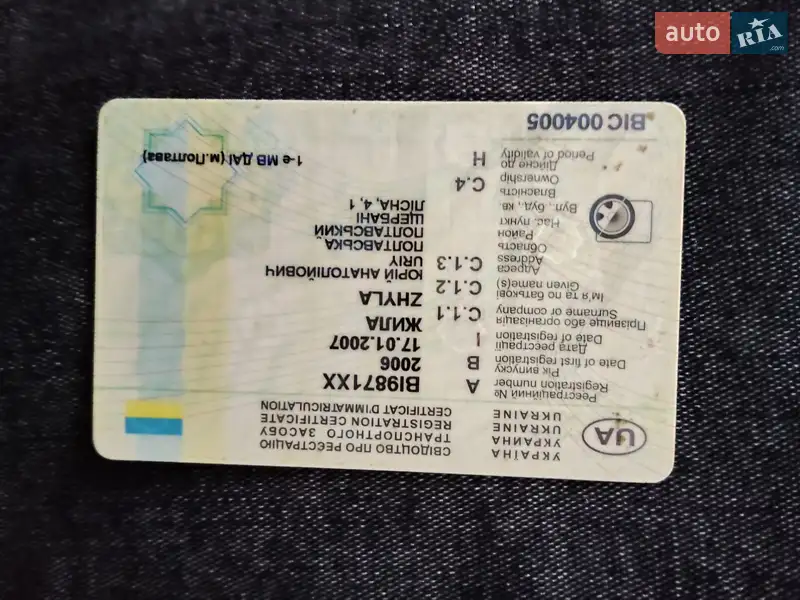 auto RIA .com
УКРАЇНА
УКРАИНА
UKRAINE
UKRAINE
UA
СВІДОЦТВО ПРО РЕЄСТРАЦІЮ
ТРАНСПОРТНОГО ЗАСОБУ
REGISTRATION CERTIFICATE
CERTIFICAT D'IMMATRICULATION
Реєстраційний №
Registration number
A
BI9871XX
Рік випуску
Date of first registration
B
2006
Дата реєстрації
Date of registration
I
17.01.2007
Прізвище або організація
Surname or company
C.1.1
ЖИЛА
ZHYLA
Ім'я та по батькові
Given name(s)
C.1.2
ЮРІЙ АНАТОЛІЙОВИЧ
URIY
Адреса
Address
C.1.3
Область
ПОЛТАВСЬКА
Район
ПОЛТАВСЬКИЙ
Нас. пункт
ЩЕРБАНІ
Вул., буд., кв.
ЛІСНА, 4, 1
Власність
Ownership
C.4
Дійсне до
Period of validity
H
1-е МВ ДАІ (м.Полтава)
ВІС 004005